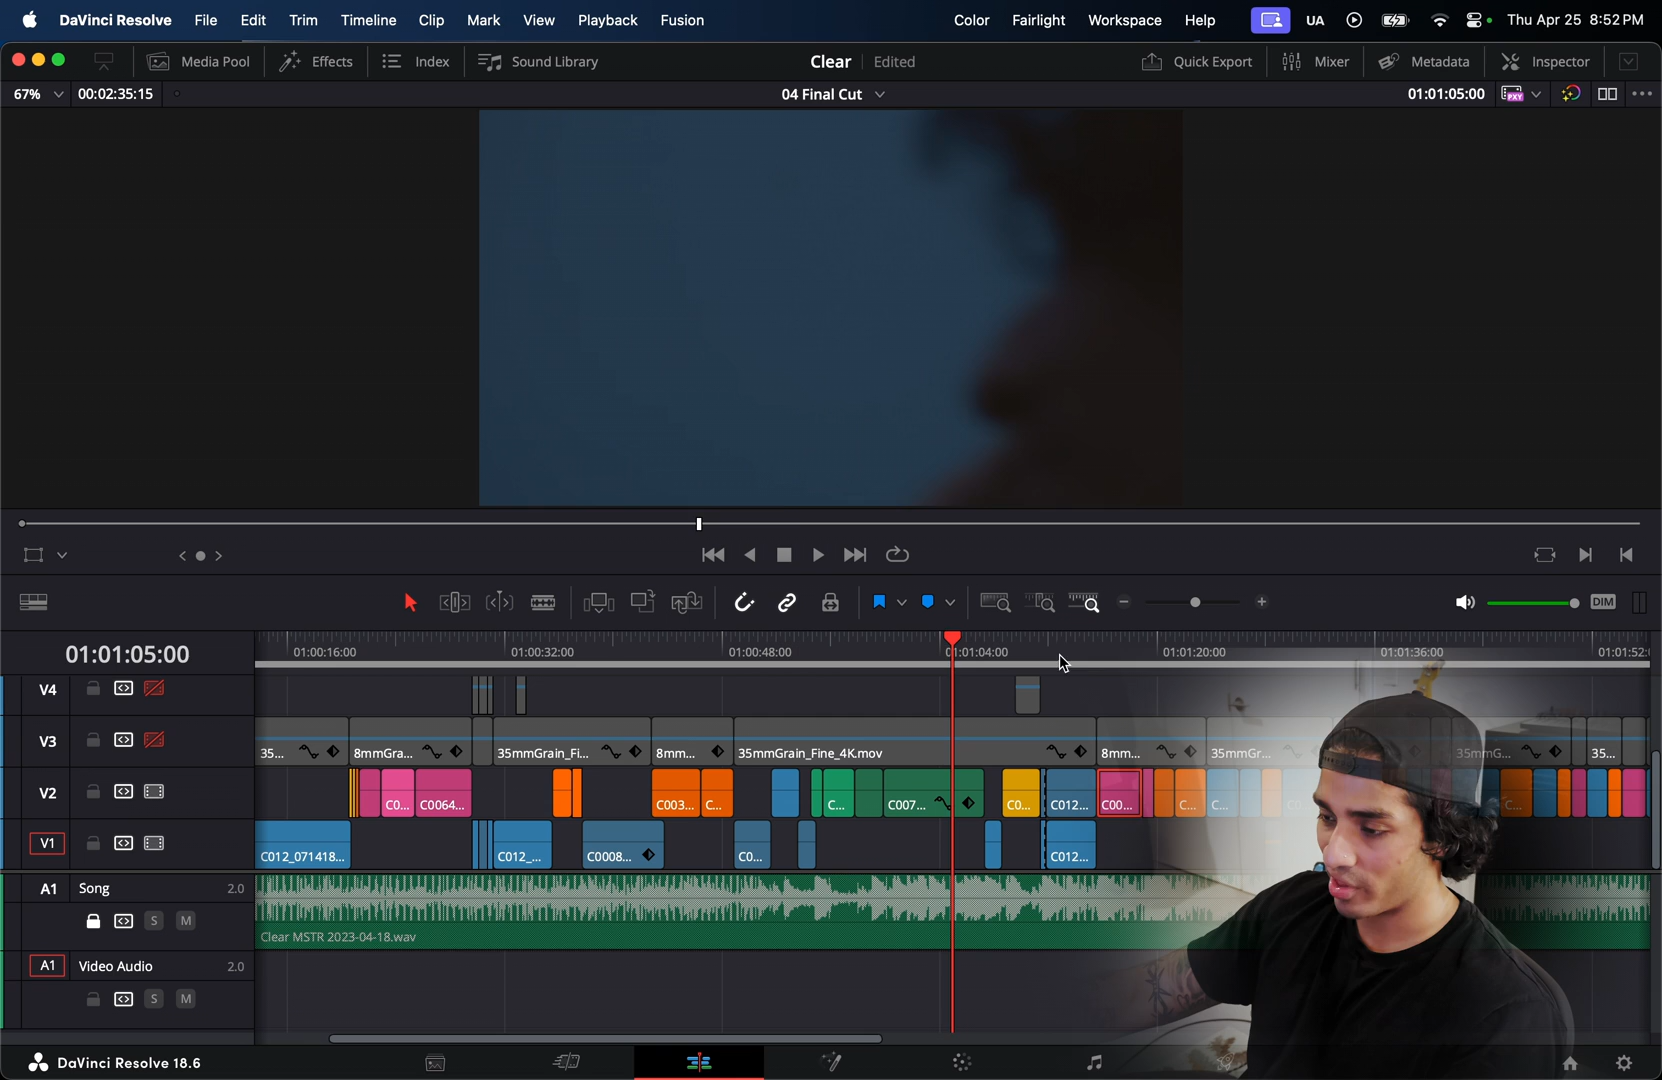 DaVinci Resolve File Edit Trim Timeline Clip Mark View Playback Fusion Color Fairlight Workspace Help UA Thu Apr 25 8:52 PM
Media Pool Effects Index Sound Library Clear Edited Quick Export Mixer Metadata Inspector
67% 00:02:35:15 04 Final Cut 01:01:05:00 PXY
DIM
01:01:05:00 01:00:16:00 01:00:32:00 01:00:48:00 01:01:04:00 01:01:20:00 01:01:36:00 01:01:52:
V4
V3 35... 8mmGra... 35mmGrain_Fi... 8mm... 35mmGrain_Fine_4K.mov 8mm... 35mmGr... 35mmG... 35...
V2 C0... C0064... C003... C... C... C007... C0... C012... C00... C... C... C0... C...
V1 C012_071418... C012_... C0008... C0... C012...
A1 Song 2.0
S M
Clear MSTR 2023-04-18.wav
A1 Video Audio 2.0
S M
DaVinci Resolve 18.6